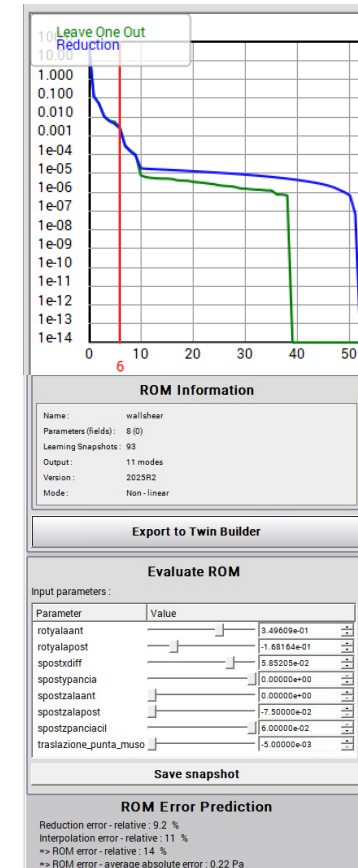 Leave One Out
Reduction
10.00
1.000
0.100
0.010
0.001
1e-04
1e-05
1e-06
1e-07
1e-08
1e-09
1e-10
1e-11
1e-12
1e-13
1e-14
0 10 20 30 40 50
6
ROM Information
Name: wallshear
Parameters (fields): 8 (0)
Learning Snapshots: 93
Output: 11 modes
Version: 2025R2
Mode: Non-linear
Export to Twin Builder
Evaluate ROM
Input parameters:
Parameter Value
rotyalaant 3.49609e-01
rotyalapost -1.68164e-01
spostxdiff 5.85205e-02
spostypancia 0.00000e+00
spostzalaant 0.00000e+00
spostzalapost -7.50000e-02
spostzpanciacil 6.00000e-02
traslazione_punta_muso -5.00000e-03
Save snapshot
ROM Error Prediction
Reduction error - relative : 9.2 %
Interpolation error - relative : 11 %
=> ROM error - relative : 14 %
=> ROM error - average absolute error : 0.22 Pa